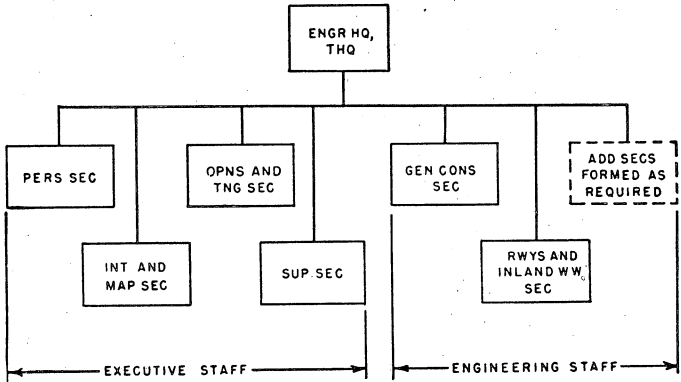 ENGR HQ,
THQ
PERS SEC
OPNS AND
TNG SEC
GEN CONS
SEC
ADD SECS
FORMED AS
REQUIRED
INT AND
MAP SEC
SUP. SEC
RWYS AND
INLAND WW.
SEC
EXECUTIVE STAFF
ENGINEERING STAFF